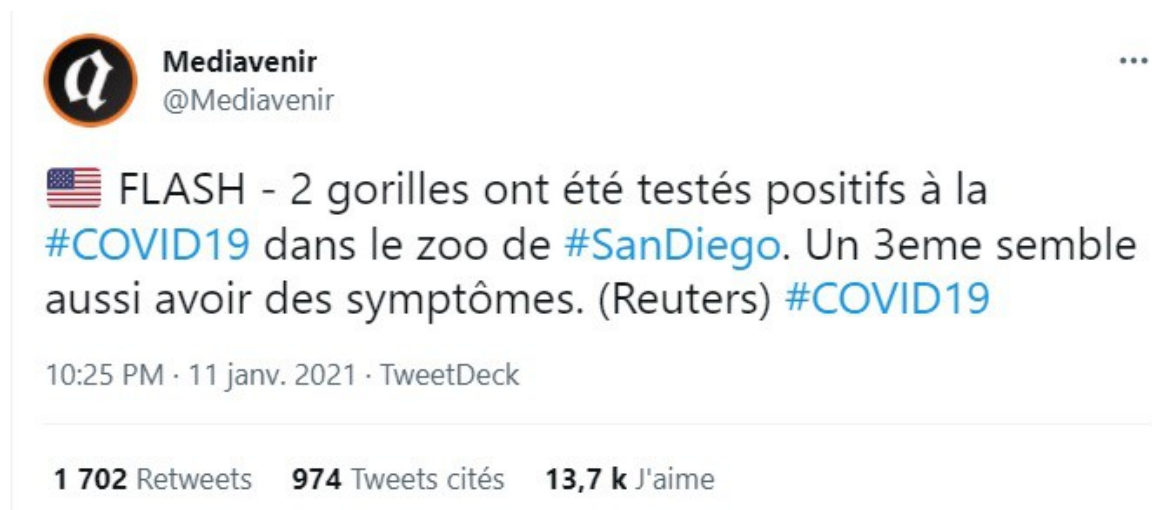 Mediavenir
@Mediavenir
FLASH - 2 gorilles ont été testés positifs à la
#COVID19 dans le zoo de #SanDiego. Un 3eme semble
aussi avoir des symptômes. (Reuters) #COVID19
10:25 PM · 11 janv. 2021 · TweetDeck
1 702 Retweets 974 Tweets cités 13,7 k J'aime